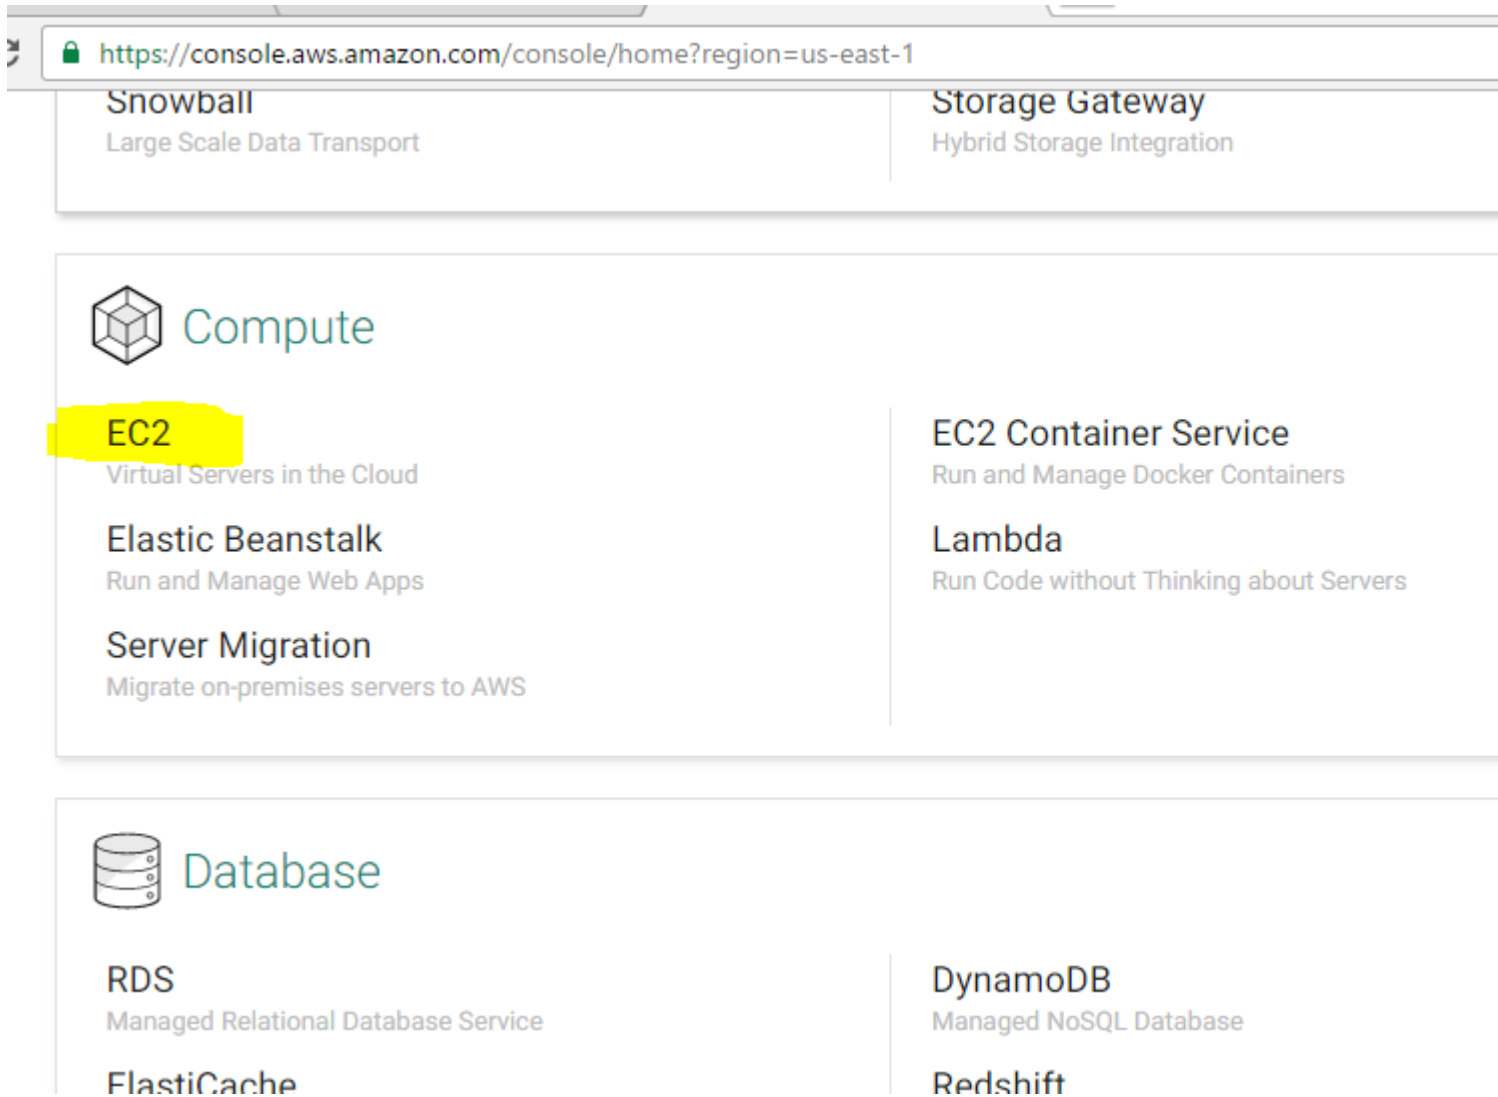 https://console.aws.amazon.com/console/home?region=us-east-1
Snowball
Large Scale Data Transport
Storage Gateway
Hybrid Storage Integration
Compute
EC2
Virtual Servers in the Cloud
EC2 Container Service
Run and Manage Docker Containers
Elastic Beanstalk
Run and Manage Web Apps
Lambda
Run Code without Thinking about Servers
Server Migration
Migrate on-premises servers to AWS
Database
RDS
Managed Relational Database Service
DynamoDB
Managed NoSQL Database
ElastiCache
Redshift